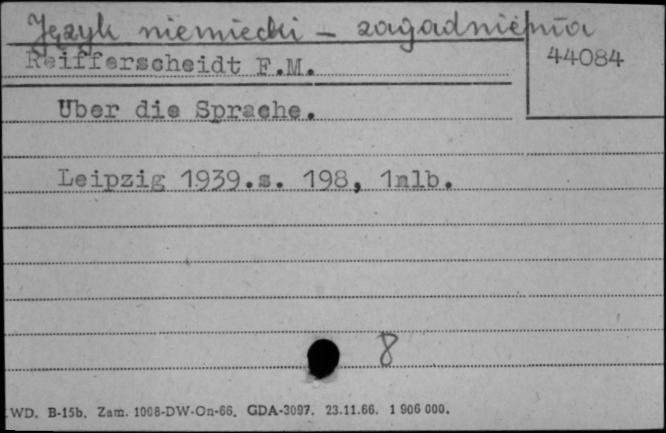 Język niemiecki - zagadnienia
Reifferscheidt F.M.
44084
Uber die Sprache.
Leipzig 1939.s. 198, 1nlb.
8
WD. B-15b. Zam. 1008-DW-On-66. GDA-3097. 23.11.66. 1 906 000.